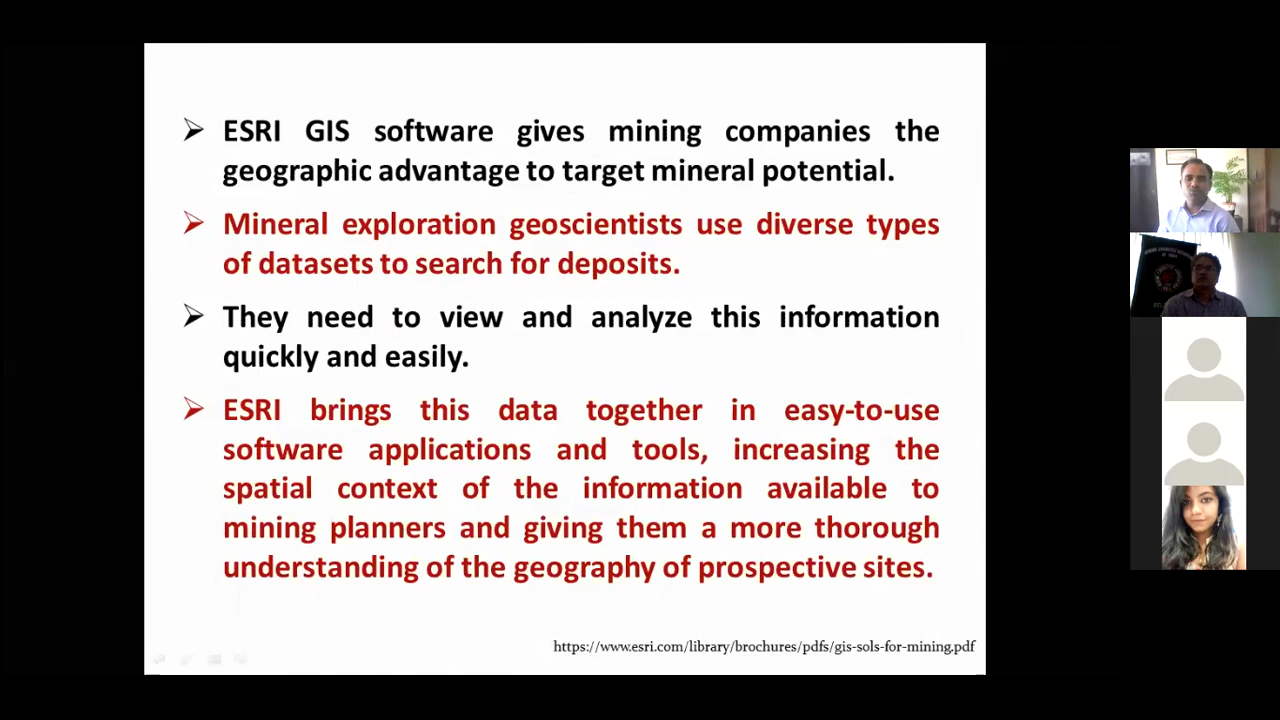 ➢ ESRI GIS software gives mining companies the
geographic advantage to target mineral potential.
➢ Mineral exploration geoscientists use diverse types
of datasets to search for deposits.
➢ They need to view and analyze this information
quickly and easily.
➢ ESRI brings this data together in easy-to-use
software applications and tools, increasing the
spatial context of the information available to
mining planners and giving them a more thorough
understanding of the geography of prospective sites.
https://www.esri.com/library/brochures/pdfs/gis-sols-for-mining.pdf